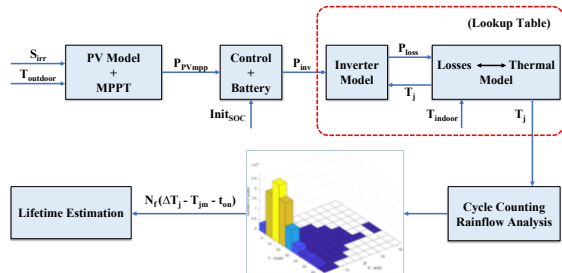 (Lookup Table)
S_irr
T_outdoor
PV Model
+
MPPT
P_PVmpp
Control
+
Battery
Init_SOC
P_inv
Inverter
Model
P_loss
T_j
Losses Thermal
Model
T_indoor
T_j
Cycle Counting
Rainflow Analysis
N_f (ΔT_j - T_jm - t_on)
Lifetime Estimation